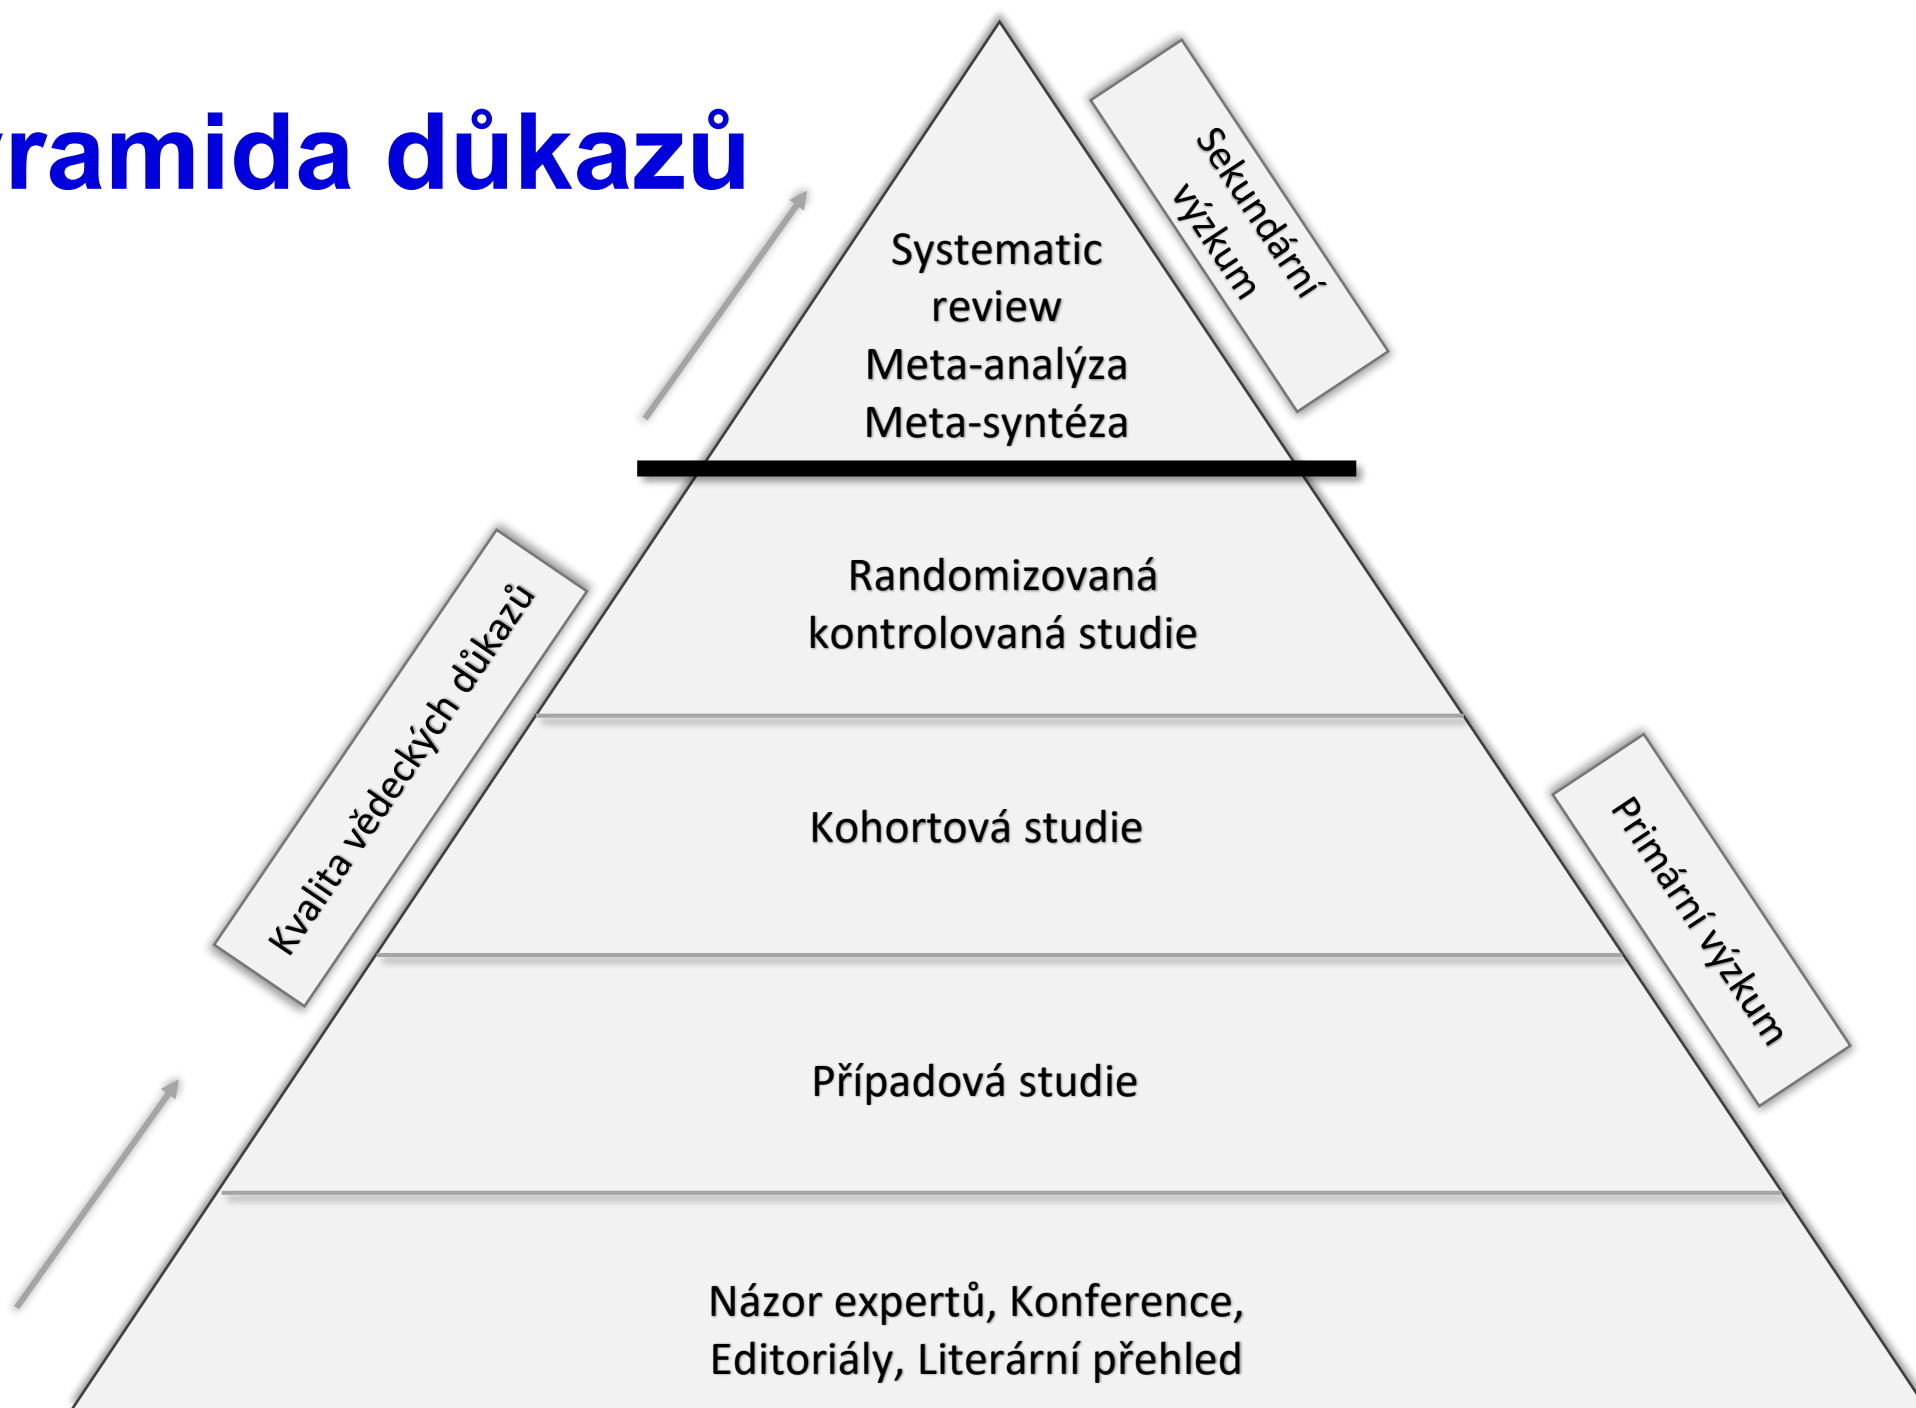 yramida důkazů
Sekundární
výzkum
Systematic
review
Meta-analýza
Meta-syntéza
Randomizovaná
kontrolovaná studie
Kvalita vědeckých důkazů
Kohortová studie
Primární výzkum
Případová studie
Názor expertů, Konference,
Editoriály, Literární přehled